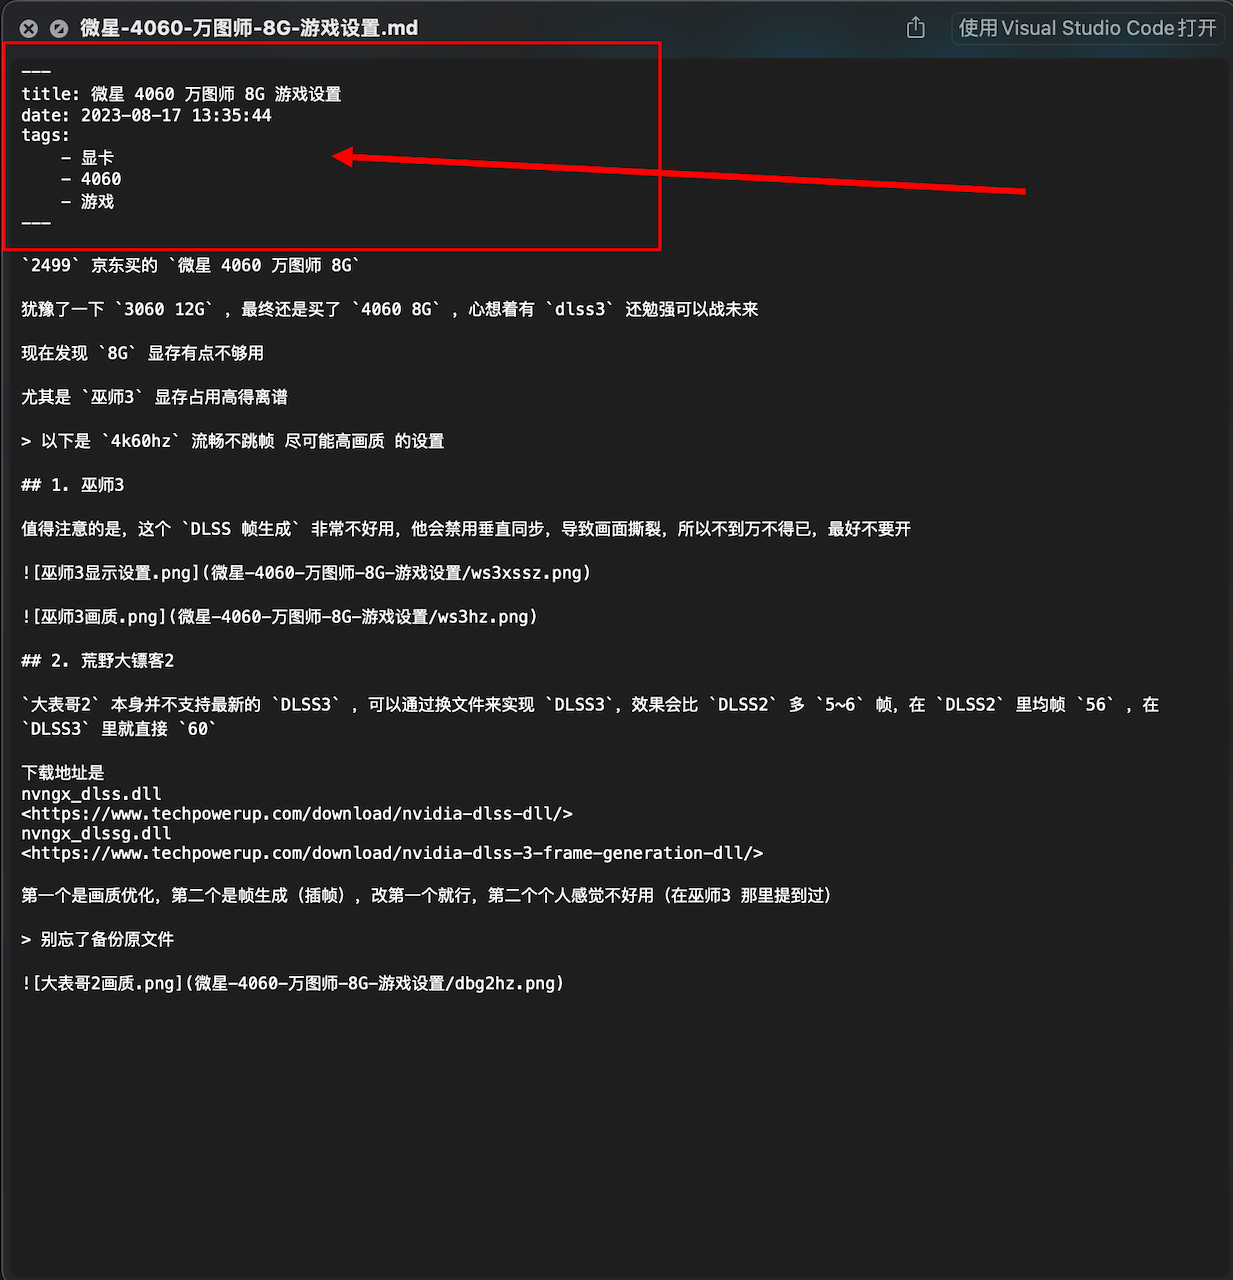 微星-4060-万图师-8G-游戏设置.md
使用Visual Studio Code打开
---
title: 微星 4060 万图师 8G 游戏设置
date: 2023-08-17 13:35:44
tags:
    - 显卡
    - 4060
    - 游戏
---
`2499` 京东买的 `微星 4060 万图师 8G`
犹豫了一下 `3060 12G` ，最终还是买了 `4060 8G` ，心想着有 `dlss3` 还勉强可以战未来
现在发现 `8G` 显存有点不够用
尤其是 `巫师3` 显存占用高得离谱
> 以下是 `4k60hz` 流畅不跳帧 尽可能高画质 的设置
## 1. 巫师3
值得注意的是，这个 `DLSS 帧生成` 非常不好用，他会禁用垂直同步，导致画面撕裂，所以不到万不得已，最好不要开
![巫师3显示设置.png](微星-4060-万图师-8G-游戏设置/ws3xssz.png)
![巫师3画质.png](微星-4060-万图师-8G-游戏设置/ws3hz.png)
## 2. 荒野大镖客2
`大表哥2` 本身并不支持最新的 `DLSS3` ，可以通过换文件来实现 `DLSS3`，效果会比 `DLSS2` 多 `5~6` 帧，在 `DLSS2` 里均帧 `56` ，在
`DLSS3` 里就直接 `60`
下载地址是
nvngx_dlss.dll
<https://www.techpowerup.com/download/nvidia-dlss-dll/>
nvngx_dlssg.dll
<https://www.techpowerup.com/download/nvidia-dlss-3-frame-generation-dll/>
第一个是画质优化，第二个是帧生成（插帧），改第一个就行，第二个个人感觉不好用（在巫师3 那里提到过）
> 别忘了备份原文件
![大表哥2画质.png](微星-4060-万图师-8G-游戏设置/dbg2hz.png)